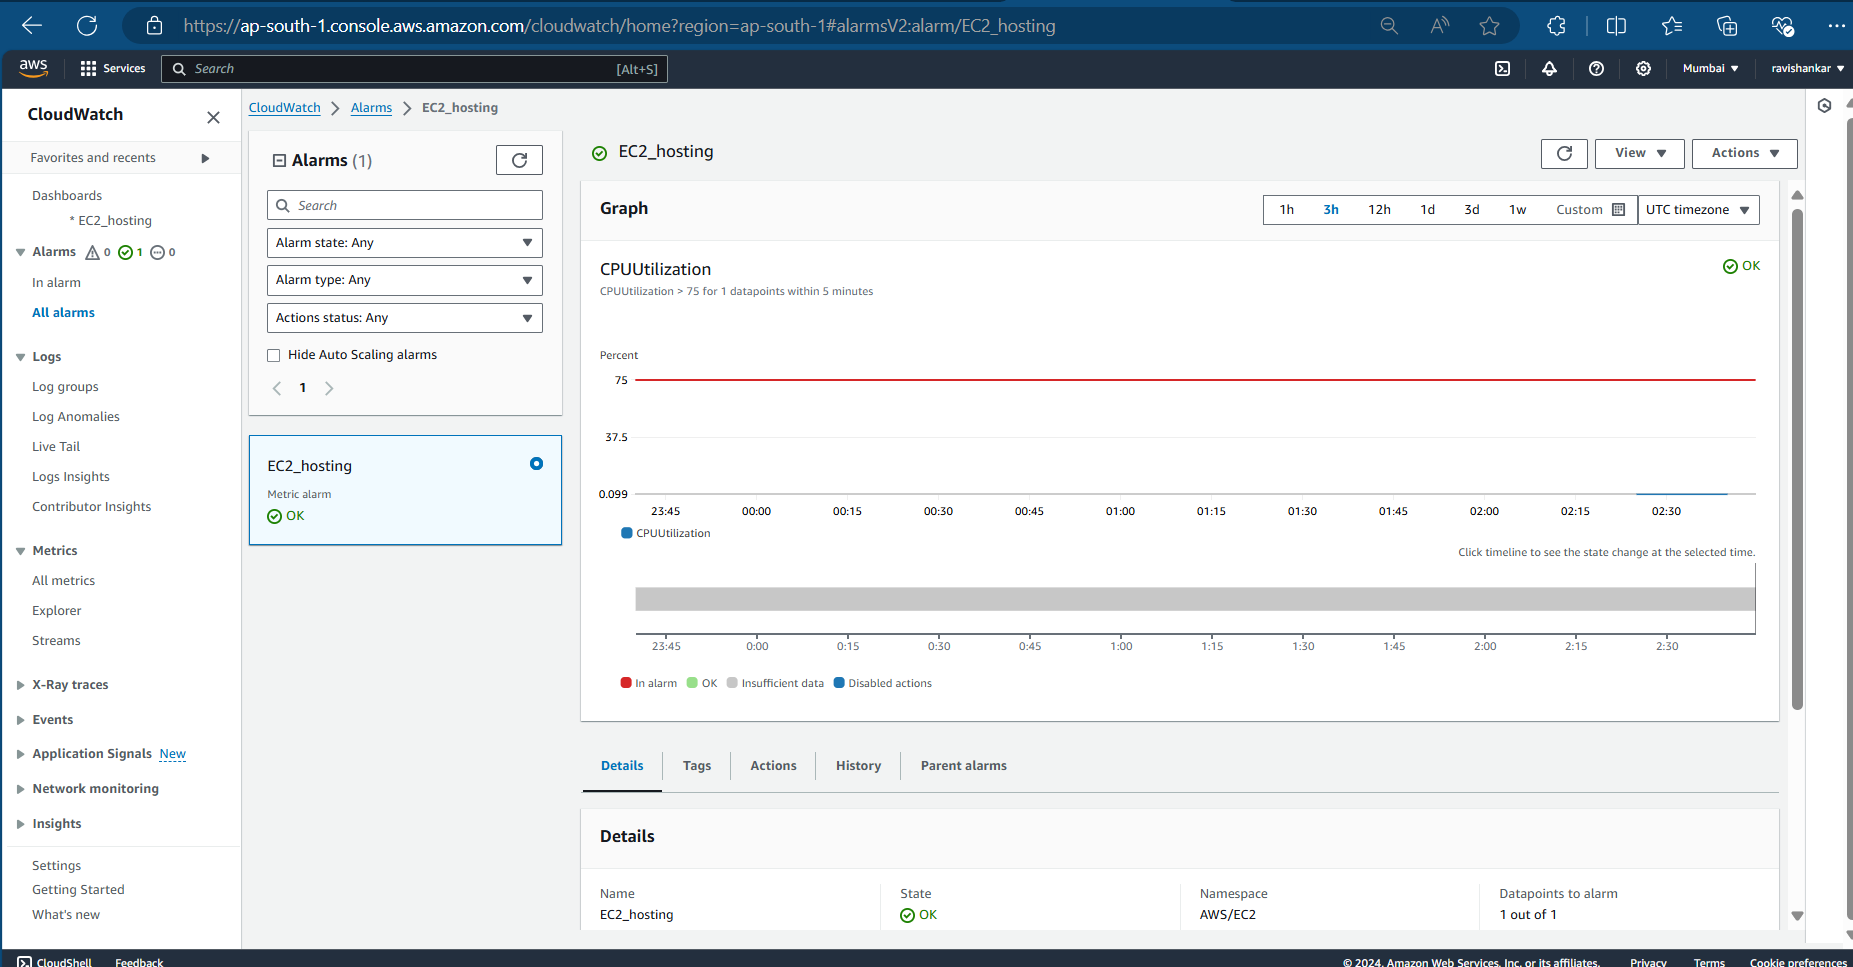 https://ap-south-1.console.aws.amazon.com/cloudwatch/home?region=ap-south-1#alarmsV2:alarm/EC2_hosting
aws
Services
Search
[Alt+S]
Mumbai
ravishankar
CloudWatch
Favorites and recents
Dashboards
* EC2_hosting
Alarms 0 1 0
In alarm
All alarms
Logs
Log groups
Log Anomalies
Live Tail
Logs Insights
Contributor Insights
Metrics
All metrics
Explorer
Streams
X-Ray traces
Events
Application Signals New
Network monitoring
Insights
Settings
Getting Started
What's new
CloudWatch > Alarms > EC2_hosting
Alarms (1)
Search
Alarm state: Any
Alarm type: Any
Actions status: Any
Hide Auto Scaling alarms
1
EC2_hosting
Metric alarm
OK
EC2_hosting
View
Actions
Graph
1h 3h 12h 1d 3d 1w Custom UTC timezone
CPUUtilization
OK
CPUUtilization > 75 for 1 datapoints within 5 minutes
Percent
75
37.5
0.099
23:45 00:00 00:15 00:30 00:45 01:00 01:15 01:30 01:45 02:00 02:15 02:30
CPUUtilization
Click timeline to see the state change at the selected time.
23:45 0:00 0:15 0:30 0:45 1:00 1:15 1:30 1:45 2:00 2:15 2:30
In alarm OK Insufficient data Disabled actions
Details Tags Actions History Parent alarms
Details
Name
EC2_hosting
State
OK
Namespace
AWS/EC2
Datapoints to alarm
1 out of 1
CloudShell Feedback
© 2024, Amazon Web Services, Inc. or its affiliates. Privacy Terms Cookie preferences